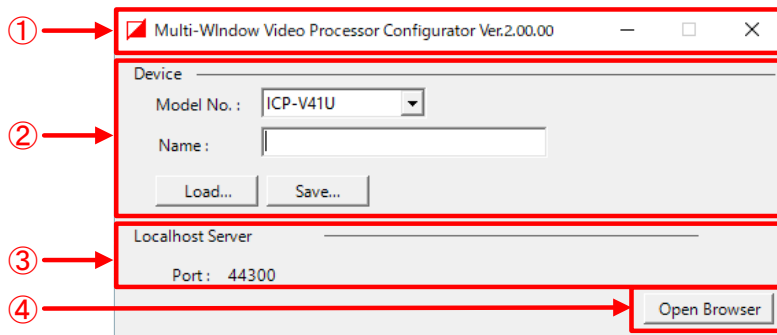 ① Multi-WIndow Video Processor Configurator Ver.2.00.00
Device
② Model No. : ICP-V41U
Name :
Load... Save...
Localhost Server
③ Port : 44300
④ Open Browser